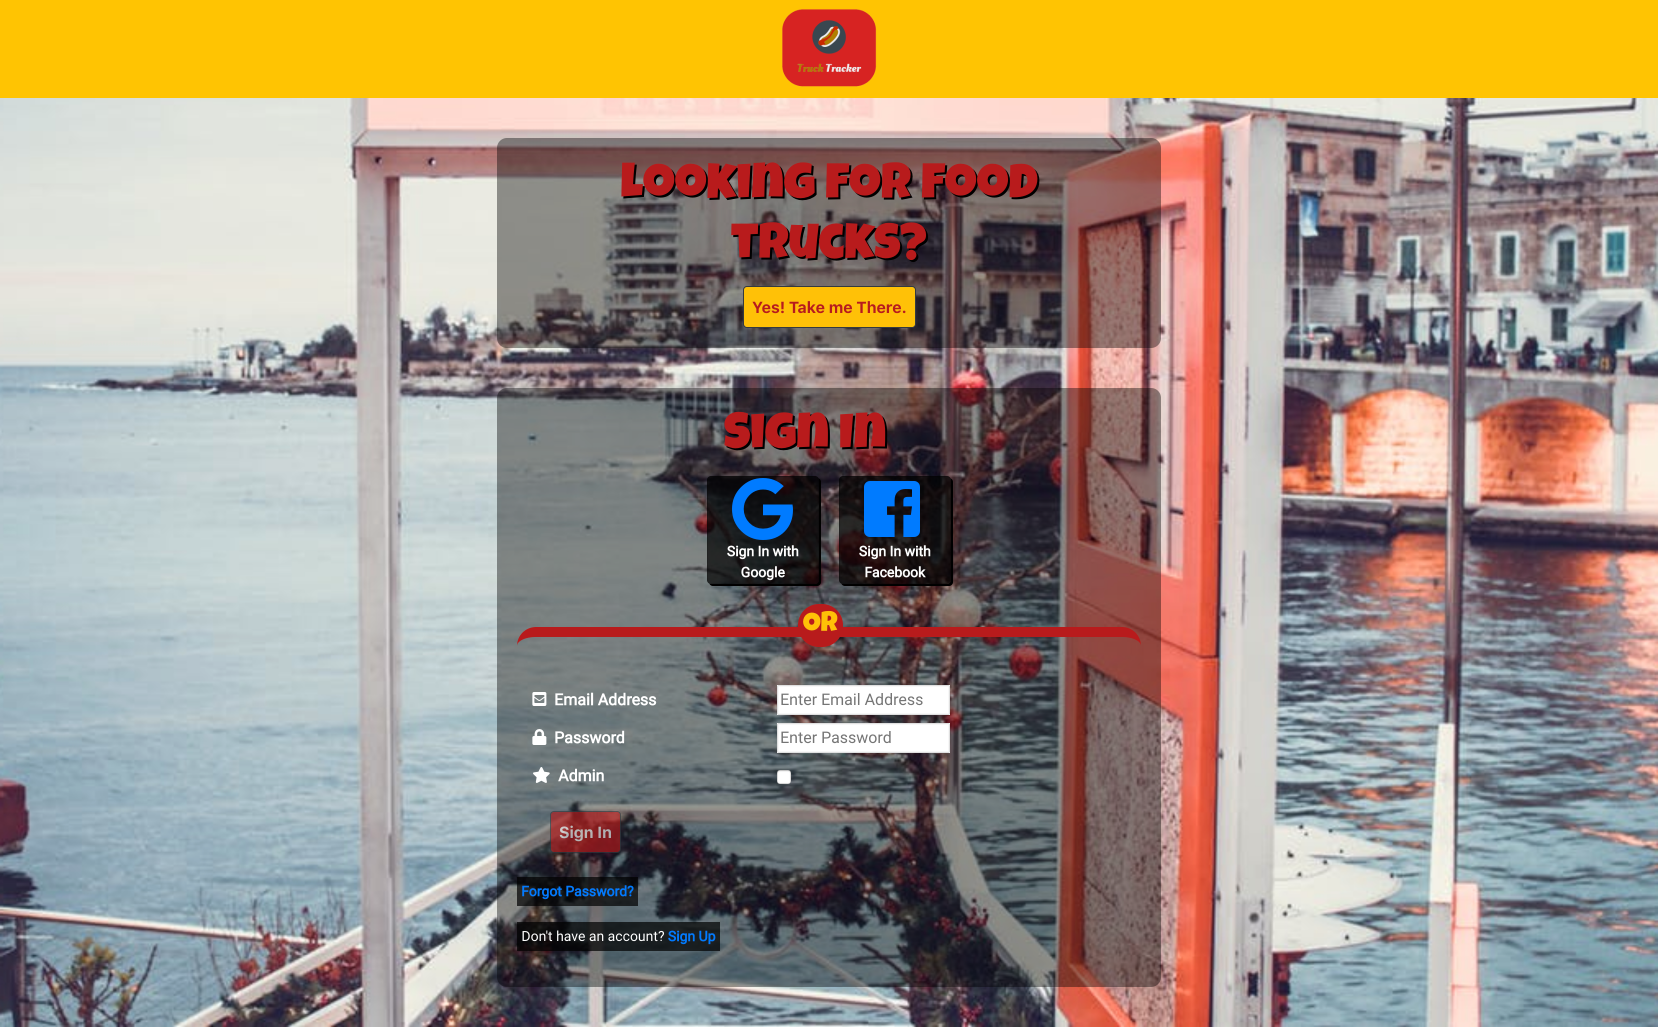 Truck Tracker
RESTOBAR
Looking for Food
Trucks?
Yes! Take me There.
Sign In
Sign In with
Google
Sign In with
Facebook
OR
Email Address
Enter Email Address
Password
Enter Password
Admin
Sign In
Forgot Password?
Don't have an account? Sign Up